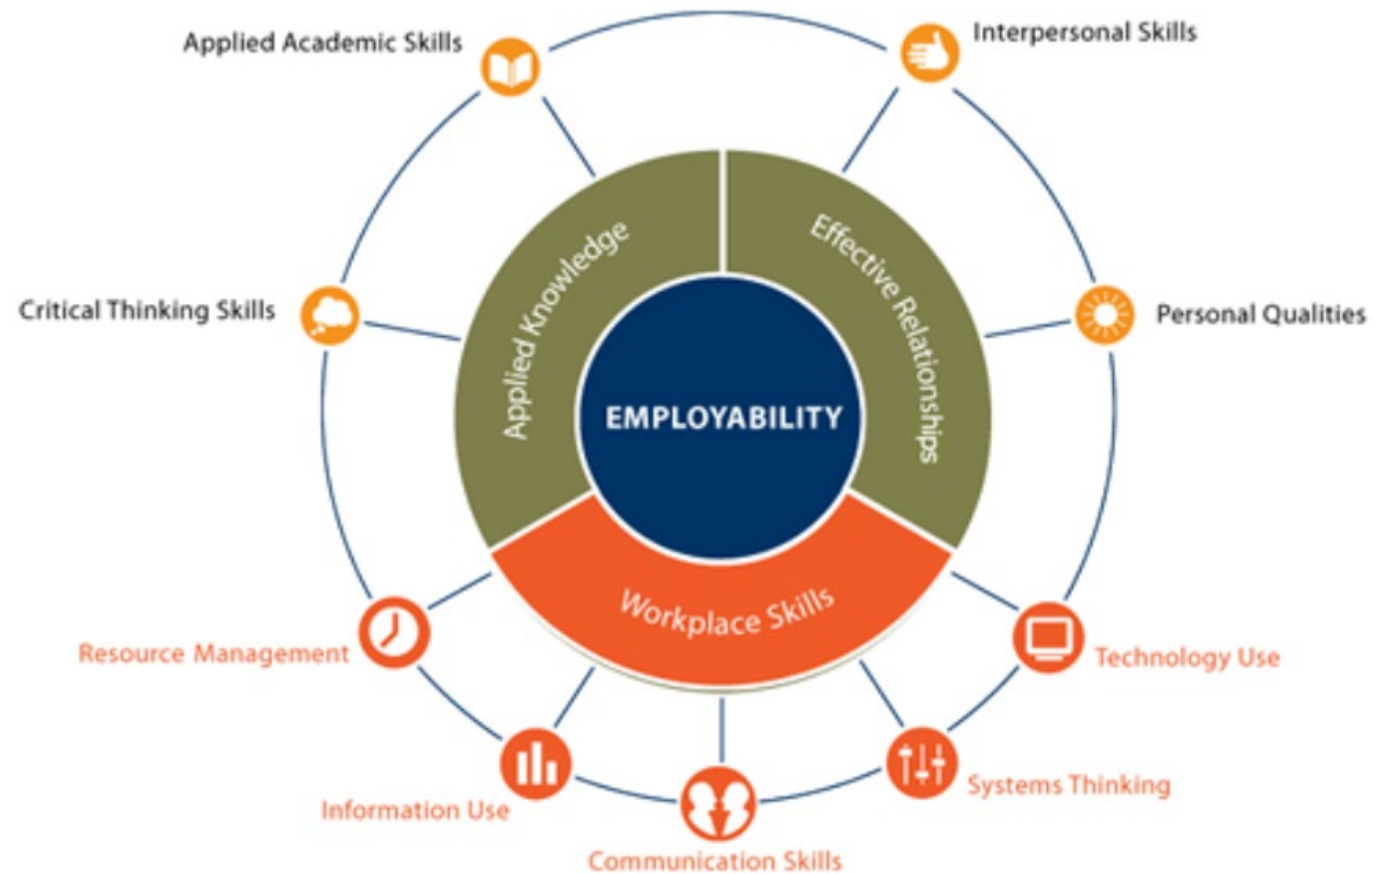 Applied Academic Skills
Interpersonal Skills
Applied Knowledge
Effective Relationships
Critical Thinking Skills
Personal Qualities
EMPLOYABILITY
Workplace Skills
Resource Management
Technology Use
Information Use
Systems Thinking
Communication Skills